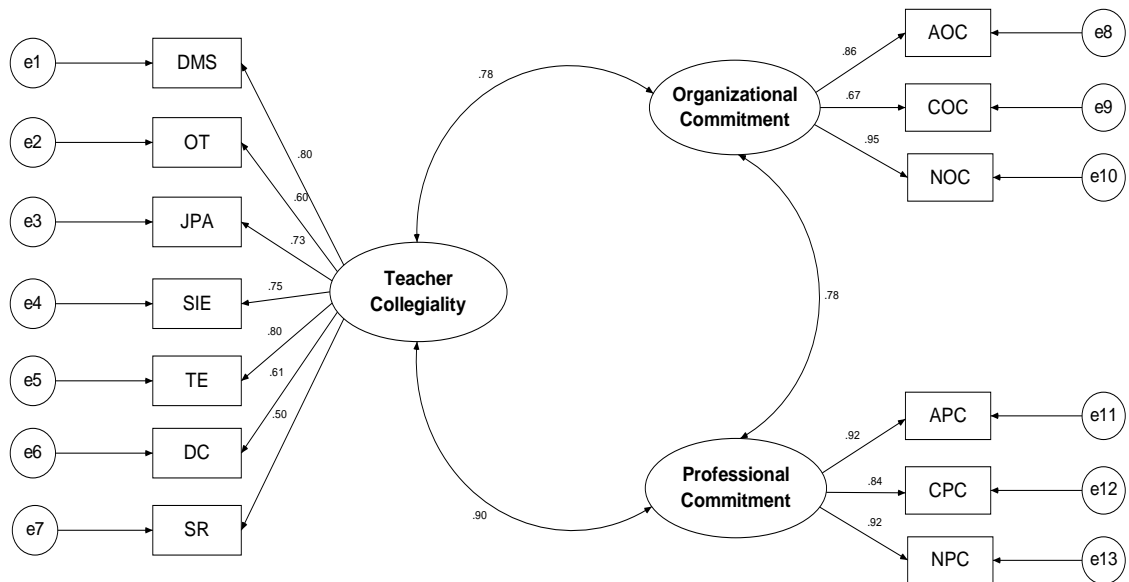 e1
DMS
.80
e2
OT
.60
e3
JPA
.73
e4
SIE
.75
e5
TE
.80
e6
DC
.61
e7
SR
.50
Teacher
Collegiality
.78
.90
.78
Organizational
Commitment
.86
AOC
e8
.67
COC
e9
.95
NOC
e10
Professional
Commitment
.92
APC
e11
.84
CPC
e12
.92
NPC
e13